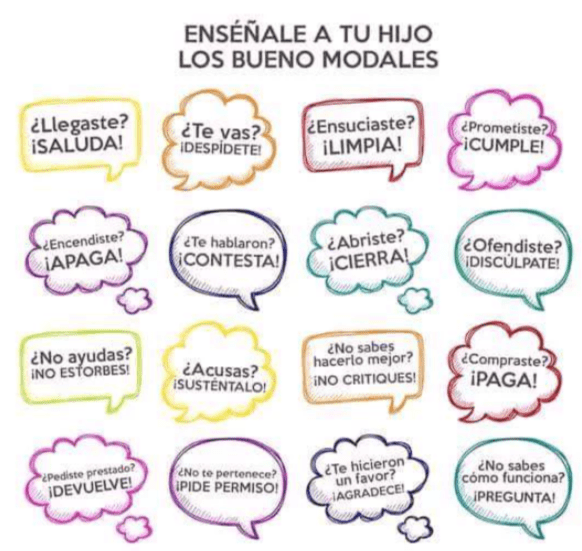 ENSÉÑALE A TU HIJO
LOS BUENO MODALES
¿Llegaste?
¡SALUDA!
¿Te vas?
¡DESPÍDETE!
¿Ensuciaste?
¡LIMPIA!
¿Prometiste?
¡CUMPLE!
¿Encendiste?
¡APAGA!
¿Te hablaron?
¡CONTESTA!
¿Abriste?
¡CIERRA!
¿Ofendiste?
¡DISCÚLPATE!
¿No ayudas?
¡NO ESTORBES!
¿Acusas?
¡SUSTÉNTALO!
¿No sabes
hacerlo mejor?
¡NO CRITIQUES!
¿Compraste?
¡PAGA!
¿Pediste prestado?
¡DEVUELVE!
¿No te pertenece?
¡PIDE PERMISO!
¿Te hicieron
un favor?
¡AGRADECE!
¿No sabes
cómo funciona?
¡PREGUNTA!